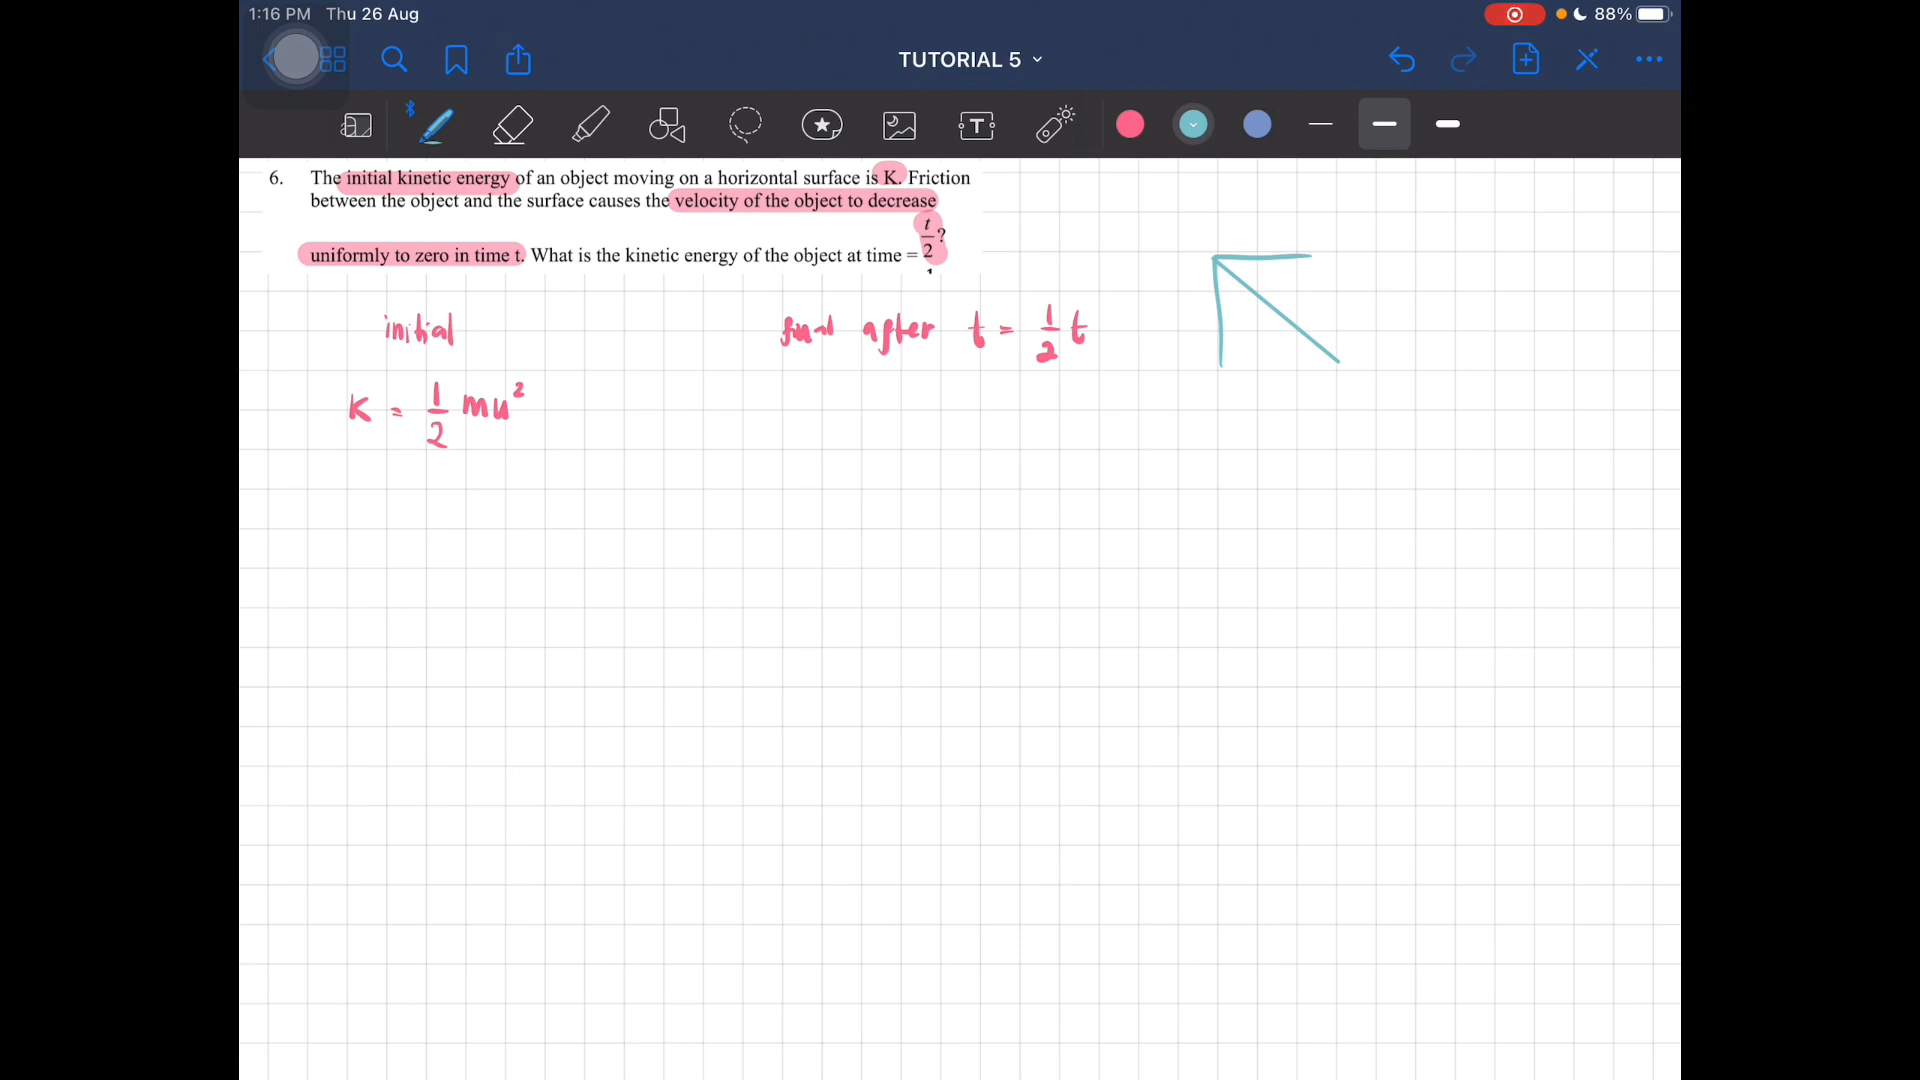 1:16 PM Thu 26 Aug
88%
TUTORIAL 5
6. The initial kinetic energy of an object moving on a horizontal surface is K. Friction
between the object and the surface causes the velocity of the object to decrease
uniformly to zero in time t. What is the kinetic energy of the object at time = t/2?
initial
final after t = 1/2 t
K = 1/2 mu²